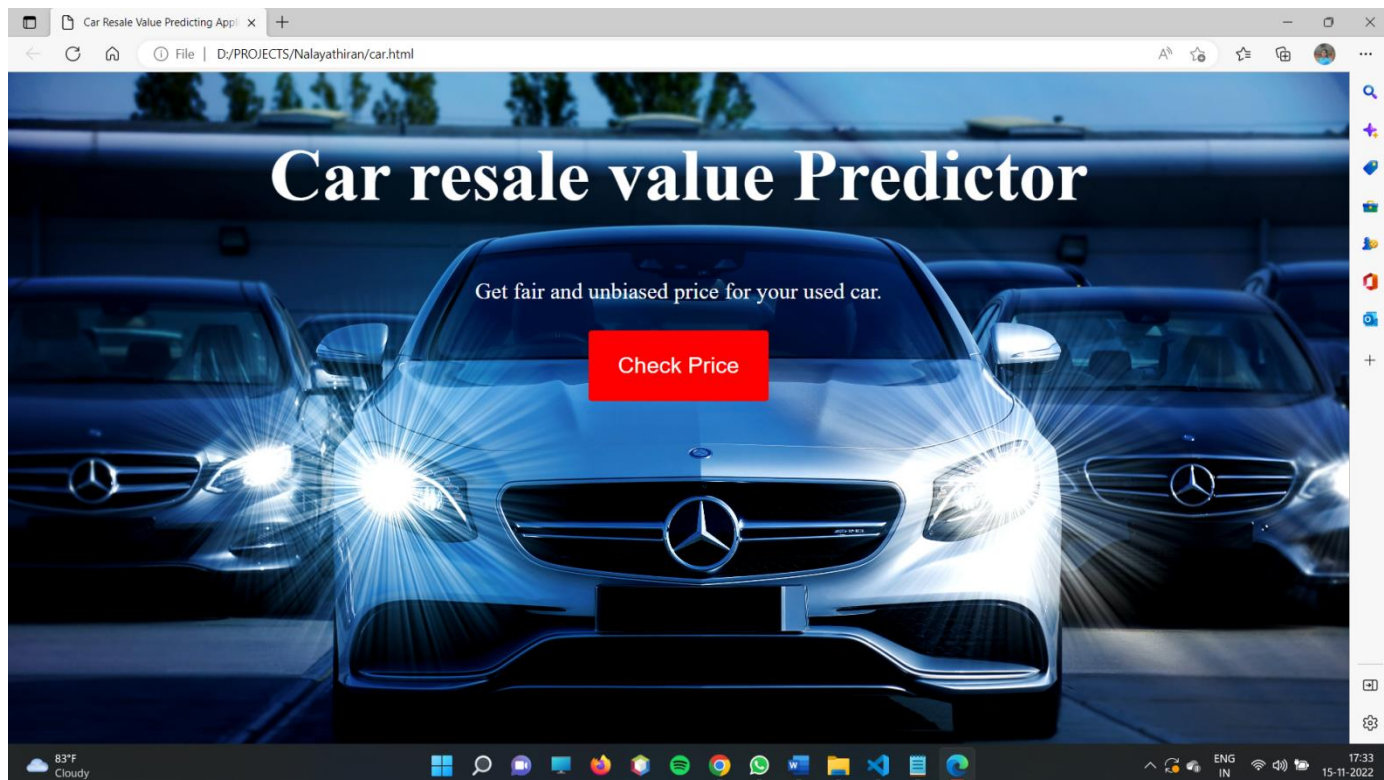 Car Resale Value Predicting Appl
File | D:/PROJECTS/Nalayathiran/car.html
Car resale value Predictor
Get fair and unbiased price for your used car.
Check Price
83°F
Cloudy
ENG
IN
17:33
15-11-2022